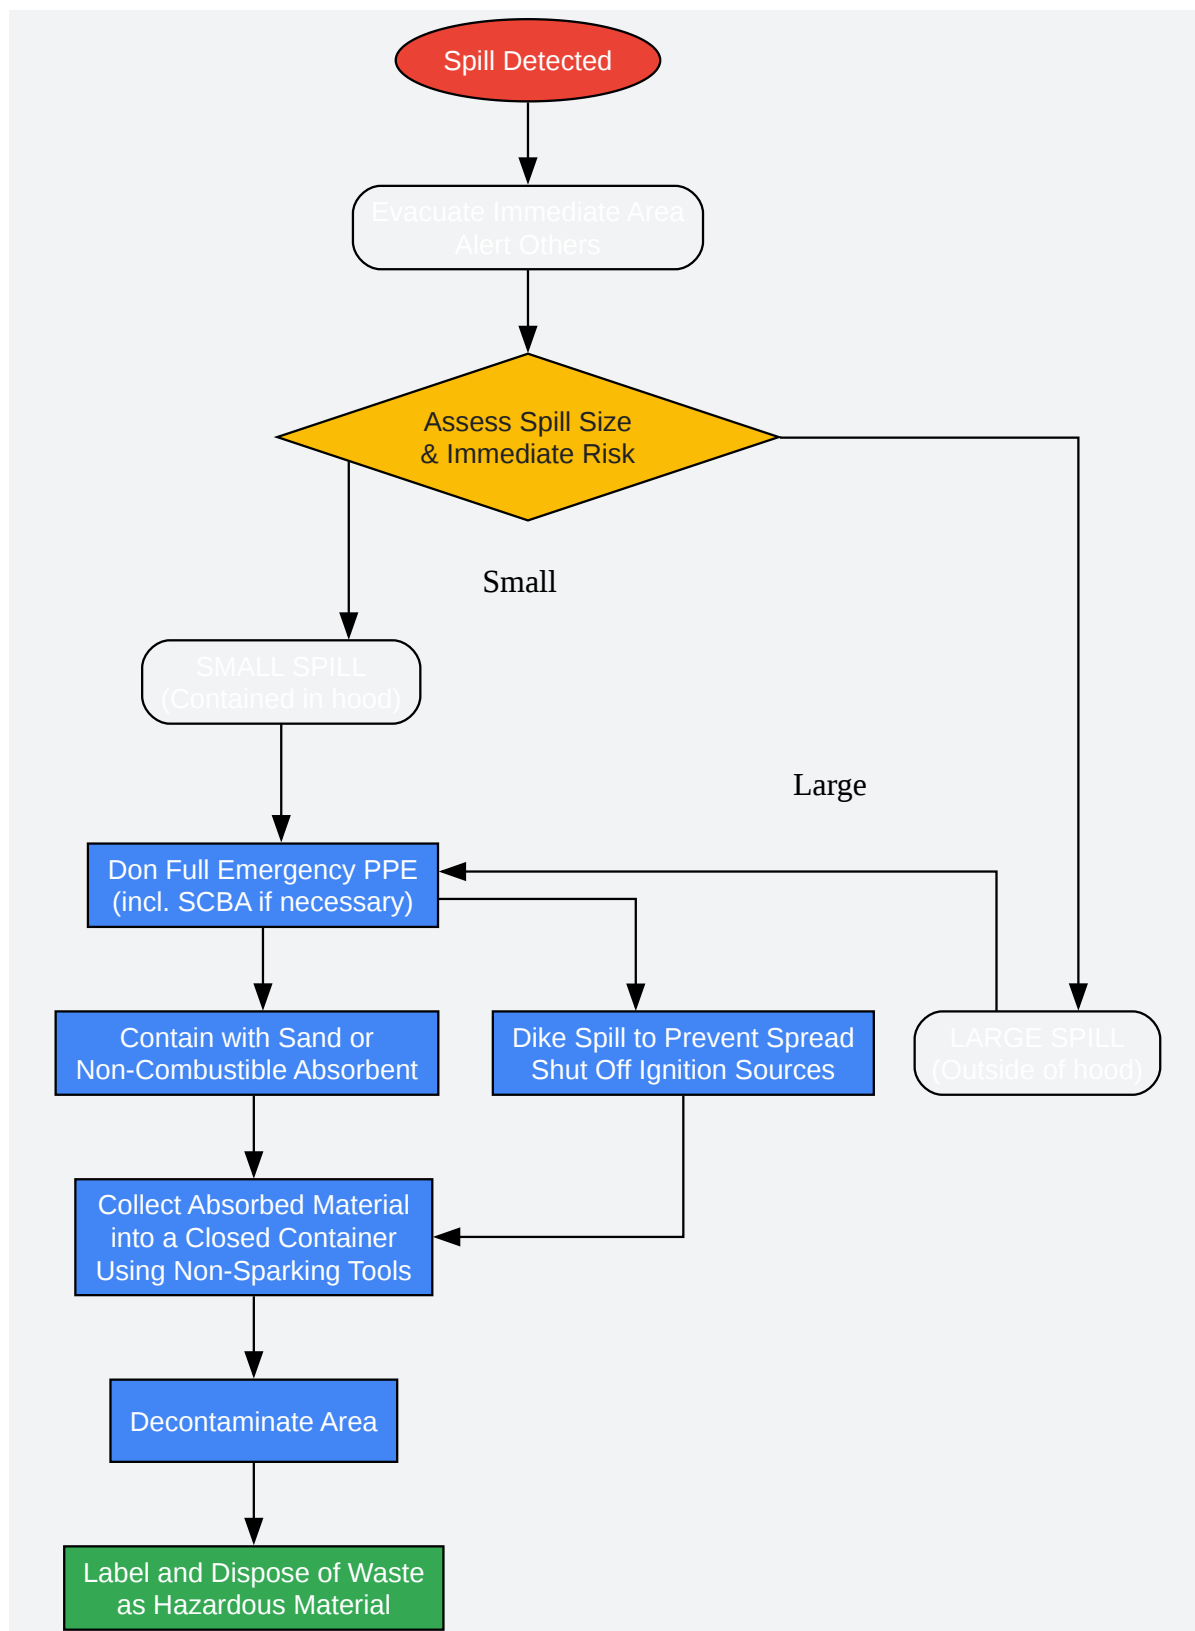 Spill Detected
Evacuate Immediate Area
Alert Others
Assess Spill Size
& Immediate Risk
Small
SMALL SPILL
(Contained in hood)
Large
Don Full Emergency PPE
(incl. SCBA if necessary)
Contain with Sand or
Non-Combustible Absorbent
Dike Spill to Prevent Spread
Shut Off Ignition Sources
LARGE SPILL
(Outside of hood)
Collect Absorbed Material
into a Closed Container
Using Non-Sparking Tools
Decontaminate Area
Label and Dispose of Waste
as Hazardous Material